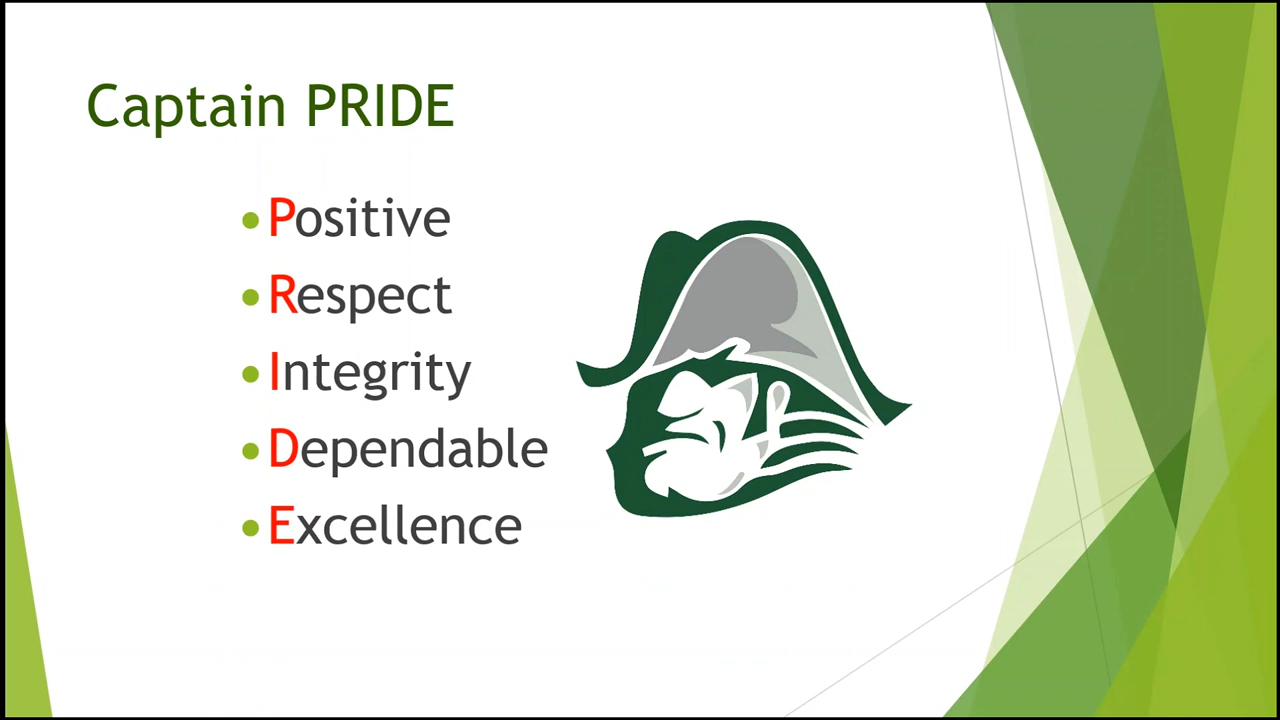 Captain PRIDE
Positive
Respect
Integrity
Dependable
Excellence